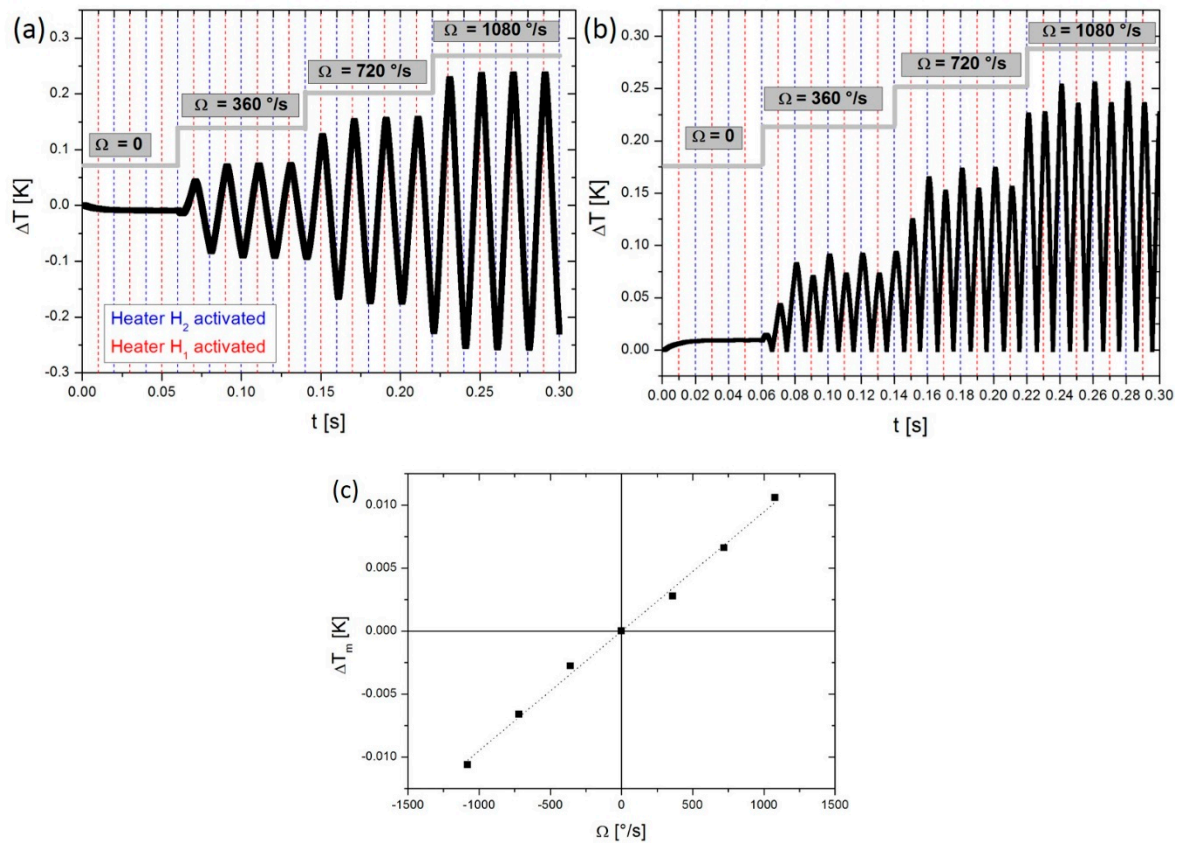 (a)
Ω = 1080 °/s
Ω = 720 °/s
Ω = 360 °/s
Ω = 0
0.3
0.2
0.1
0.0
-0.1
-0.2
-0.3
ΔT [K]
Heater H2 activated
Heater H1 activated
0.00 0.05 0.10 0.15 0.20 0.25 0.30
t [s]
(b)
Ω = 1080 °/s
Ω = 720 °/s
Ω = 360 °/s
Ω = 0
0.30
0.25
0.20
0.15
0.10
0.05
0.00
ΔT [K]
0.00 0.02 0.04 0.06 0.08 0.10 0.12 0.14 0.16 0.18 0.20 0.22 0.24 0.26 0.28 0.30
t [s]
(c)
0.010
0.005
0.000
-0.005
-0.010
ΔTm [K]
-1500 -1000 -500 0 500 1000 1500
Ω [°/s]